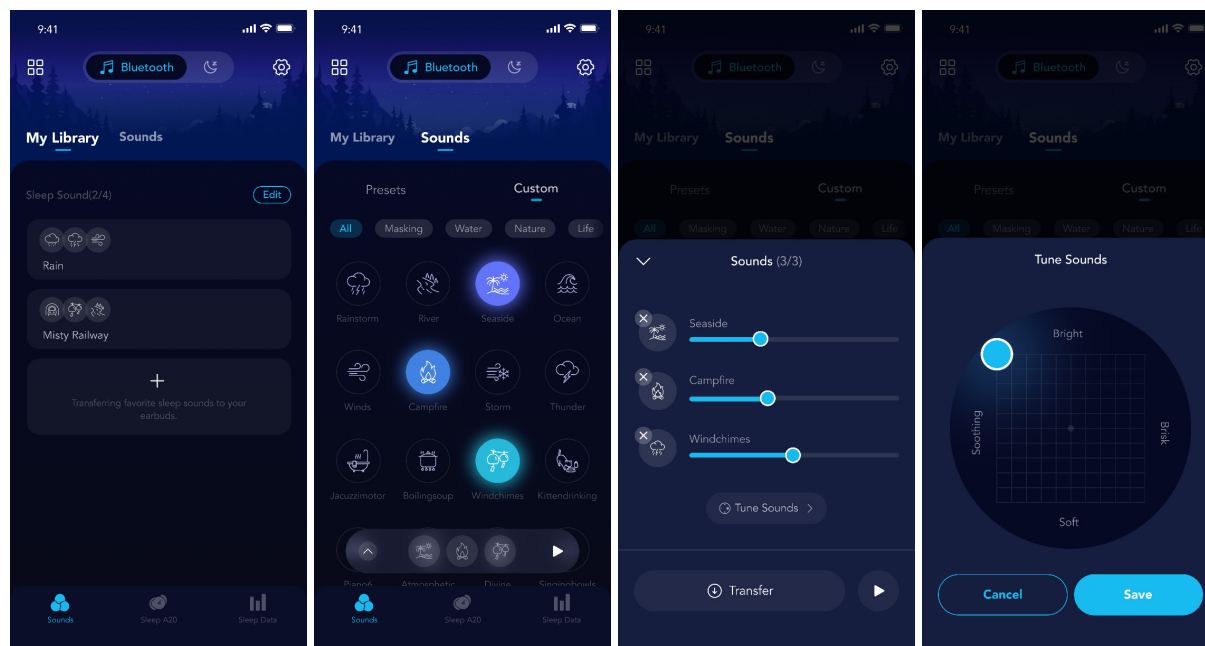 9:41
Bluetooth
My Library Sounds
Sleep Sound(2/4) Edit
Rain
Misty Railway
Transferring favorite sleep sounds to your
earbuds.
Sounds Sleep A20 Sleep Data
9:41
Bluetooth
My Library Sounds
Presets Custom
All Masking Water Nature Life
Rainstorm River Seaside Ocean
Winds Campfire Storm Thunder
Jacuzzimotor Boilingsoup Windchimes Kittendrinking
Piano6 Atmosphetic Divine Singingbowls
Sounds Sleep A20 Sleep Data
9:41
Bluetooth
My Library Sounds
Presets Custom
All Masking Water Nature Life
Sounds (3/3)
Seaside
Campfire
Windchimes
Tune Sounds
Transfer
9:41
Bluetooth
My Library Sounds
Presets Custom
All Masking Water Nature Life
Tune Sounds
Bright
Soothing
Brisk
Soft
Cancel Save